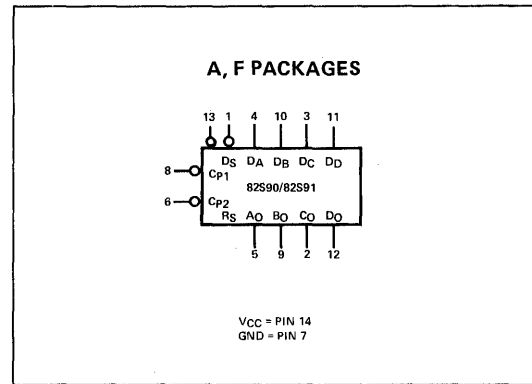 A, F PACKAGES
13 1 4 10 3 11
DS DA DB DC DD
8 CP1
82S90/82S91
6 CP2
RS AO BO CO DO
5 9 2 12
VCC = PIN 14
GND = PIN 7